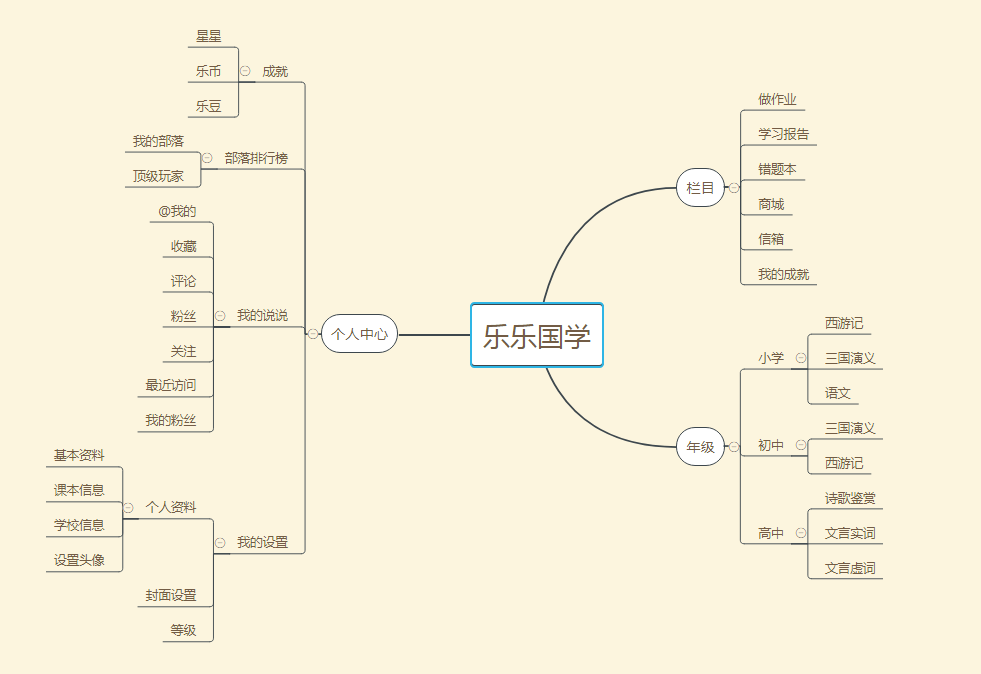 乐乐国学
栏目
做作业
学习报告
错题本
商城
信箱
我的成就
年级
小学
西游记
三国演义
语文
初中
三国演义
西游记
高中
诗歌鉴赏
文言实词
文言虚词
个人中心
成就
星星
乐币
乐豆
部落排行榜
我的部落
顶级玩家
我的说说
@我的
收藏
评论
粉丝
关注
最近访问
我的粉丝
我的设置
个人资料
基本资料
课本信息
学校信息
设置头像
封面设置
等级